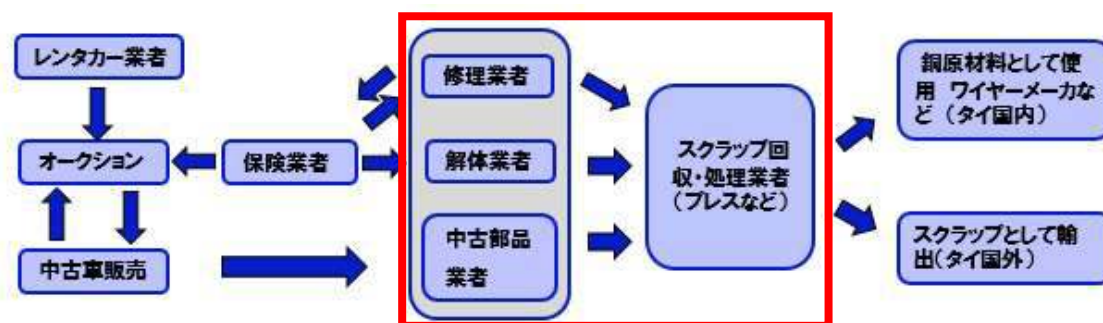 レンタカー業者
オークション
中古車販売
保険業者
修理業者
解体業者
中古部品
業者
スクラップ回
収・処理業者
(プレスなど)
銅原材料として使
用 ワイヤーメーカな
ど (タイ国内)
スクラップとして輸
出(タイ国外)